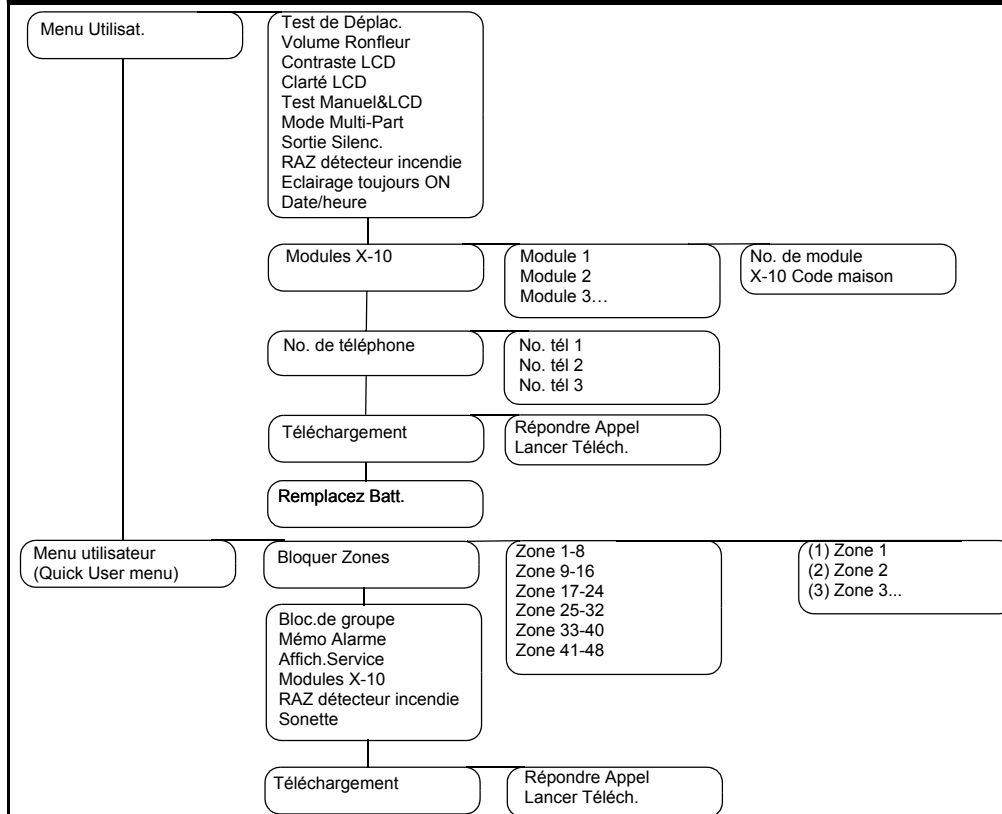 Menu Utilisat.
Test de Déplac.
Volume Ronfleur
Contraste LCD
Clarté LCD
Test Manuel&LCD
Mode Multi-Part
Sortie Silenc.
RAZ détecteur incendie
Eclairage toujours ON
Date/heure
Modules X-10
Module 1
Module 2
Module 3…
No. de module
X-10 Code maison
No. de téléphone
No. tél 1
No. tél 2
No. tél 3
Téléchargement
Répondre Appel
Lancer Téléch.
Remplacez Batt.
Menu utilisateur
(Quick User menu)
Bloquer Zones
Zone 1-8
Zone 9-16
Zone 17-24
Zone 25-32
Zone 33-40
Zone 41-48
(1) Zone 1
(2) Zone 2
(3) Zone 3...
Bloc.de groupe
Mémo Alarme
Affich.Service
Modules X-10
RAZ détecteur incendie
Sonette
Téléchargement
Répondre Appel
Lancer Téléch.